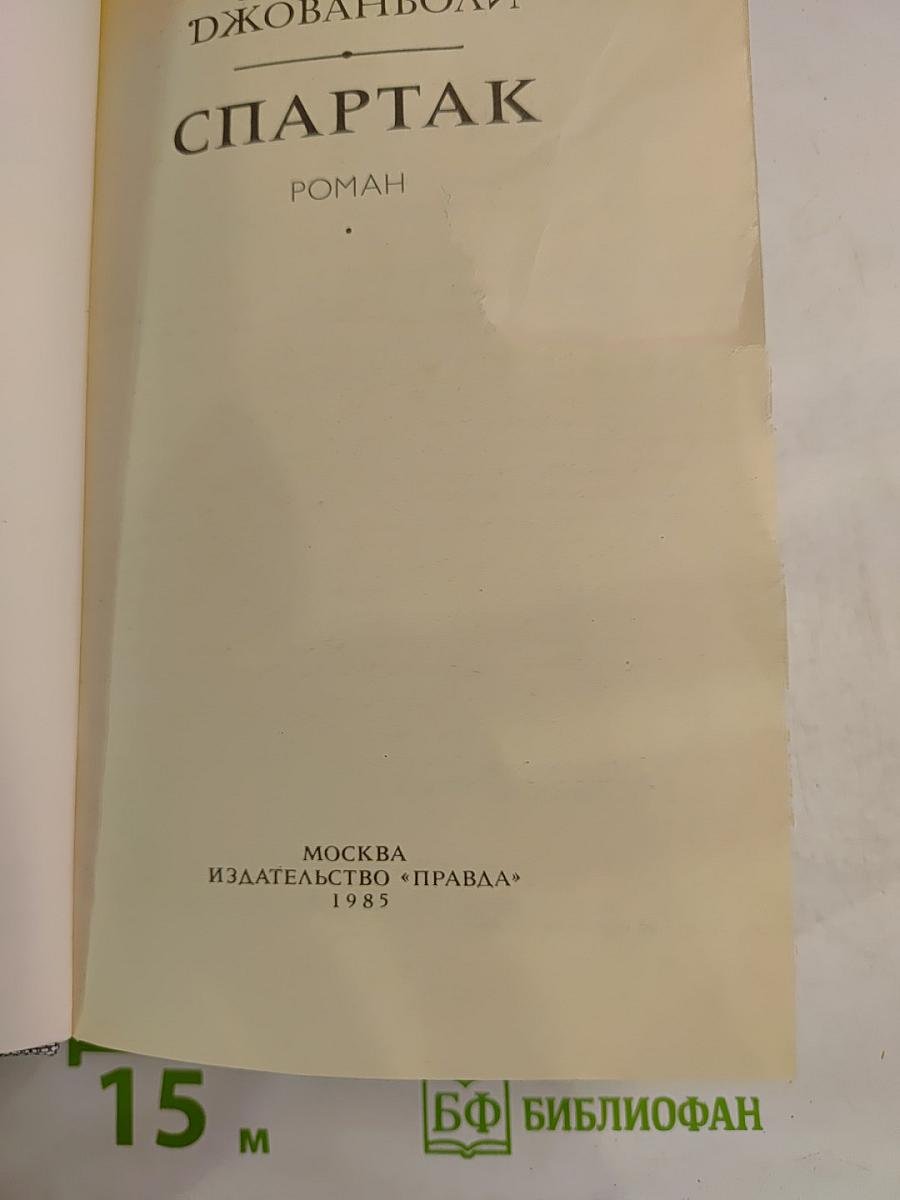 ДЖОВАНЬОЛИ
СПАРТАК
РОМАН
МОСКВА
ИЗДАТЕЛЬСТВО «ПРАВДА»
1985
15 м
БФ БИБЛИОФАН